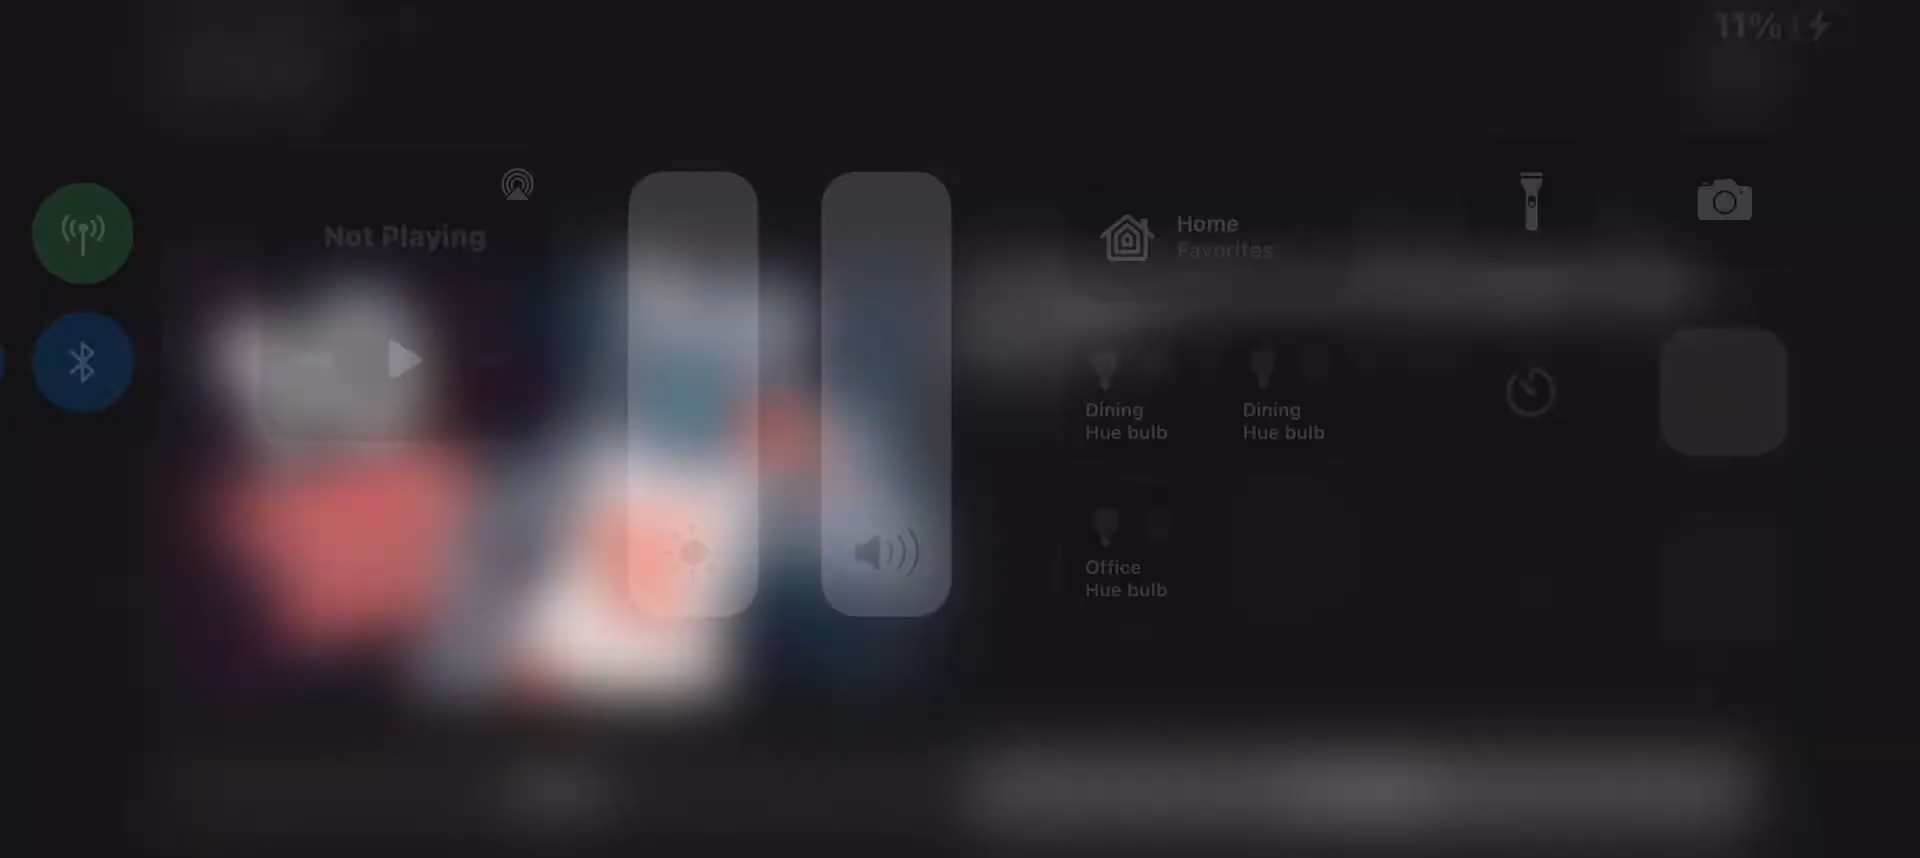 11%
Not Playing
Home
Favorites
Dining
Hue bulb
Dining
Hue bulb
Office
Hue bulb